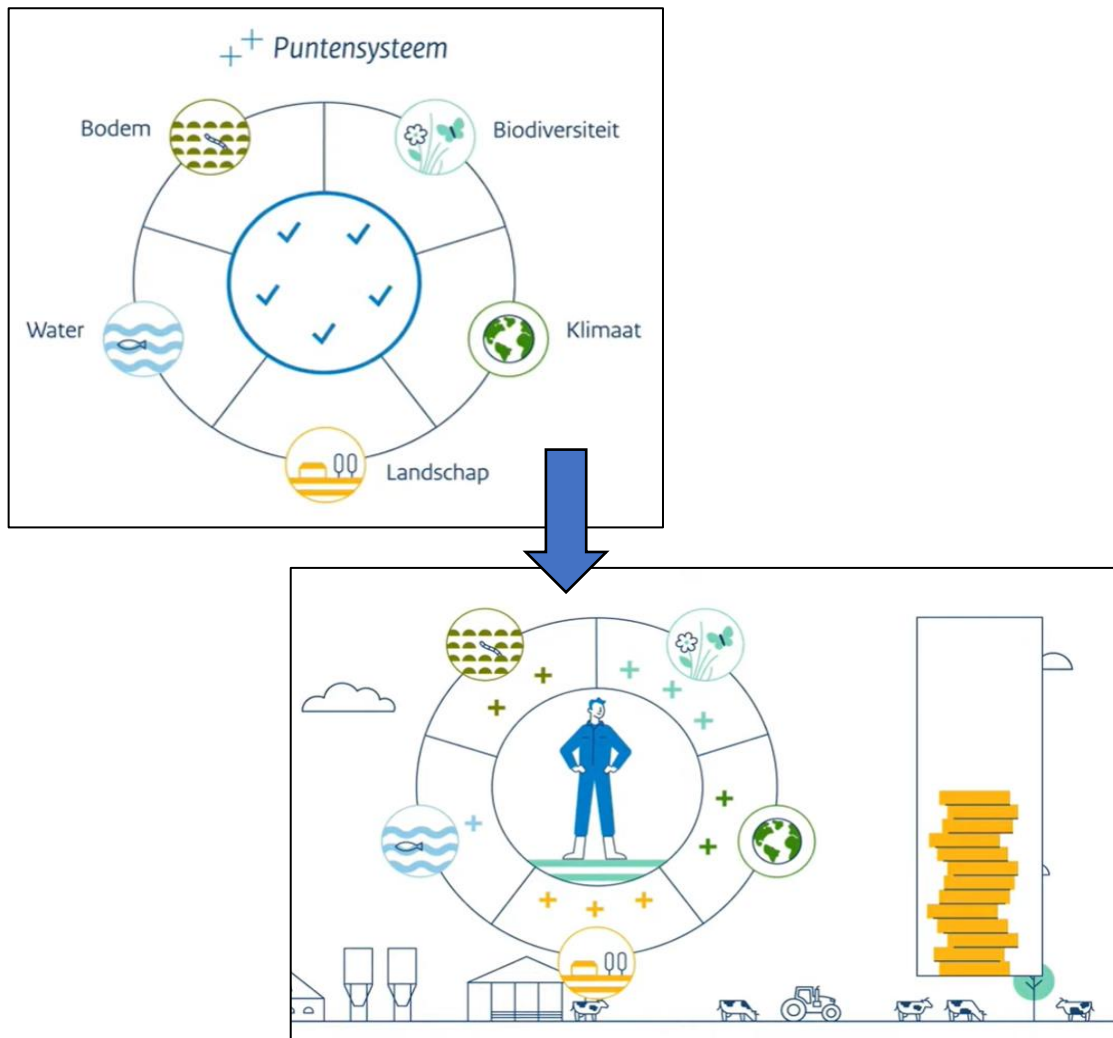 Puntensysteem
Bodem
Biodiversiteit
Water
Klimaat
Landschap